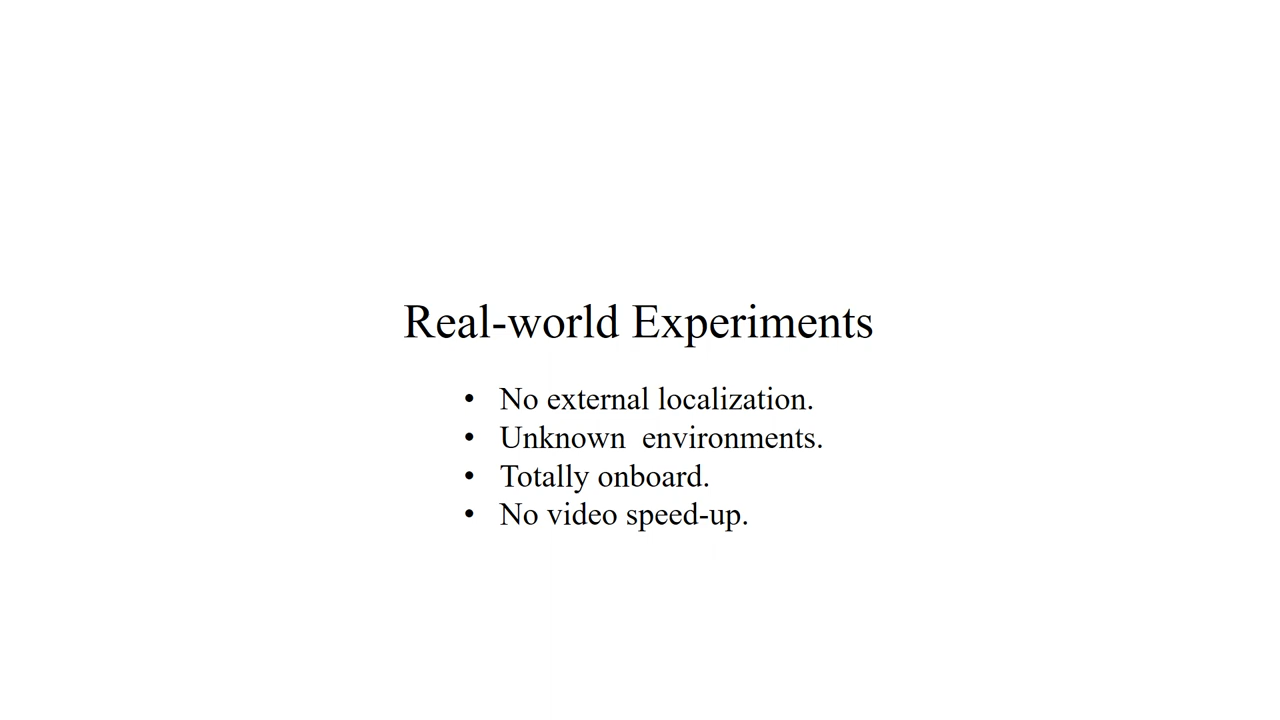 Real-world Experiments
• No external localization.
• Unknown  environments.
• Totally onboard.
• No video speed-up.